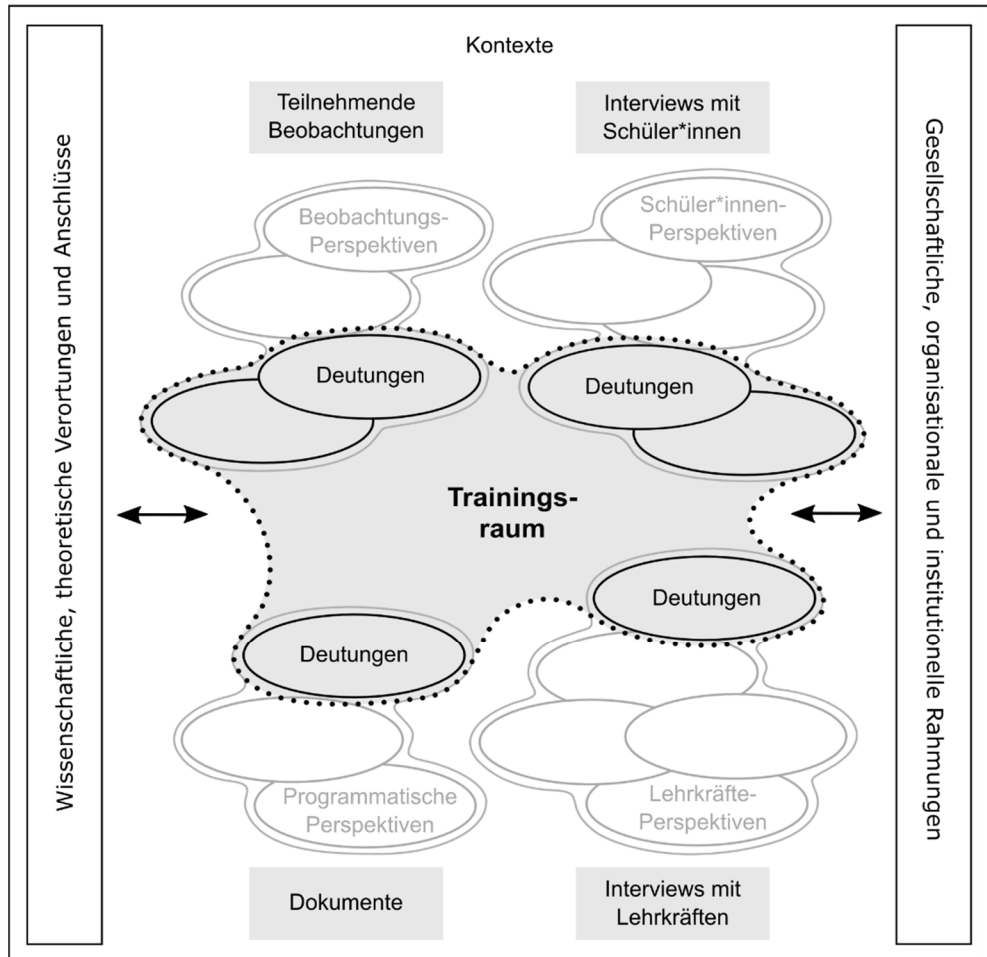 Kontexte
Teilnehmende
Beobachtungen
Interviews mit
Schüler*innen
Wissenschaftliche, theoretische Verortungen und Anschlüsse
Gesellschaftliche, organisationale und institutionelle Rahmungen
Beobachtungs-
Perspektiven
Schüler*innen-
Perspektiven
Deutungen
Deutungen
Trainings-
raum
Deutungen
Deutungen
Programmatische
Perspektiven
Lehrkräfte-
Perspektiven
Dokumente
Interviews mit
Lehrkräften